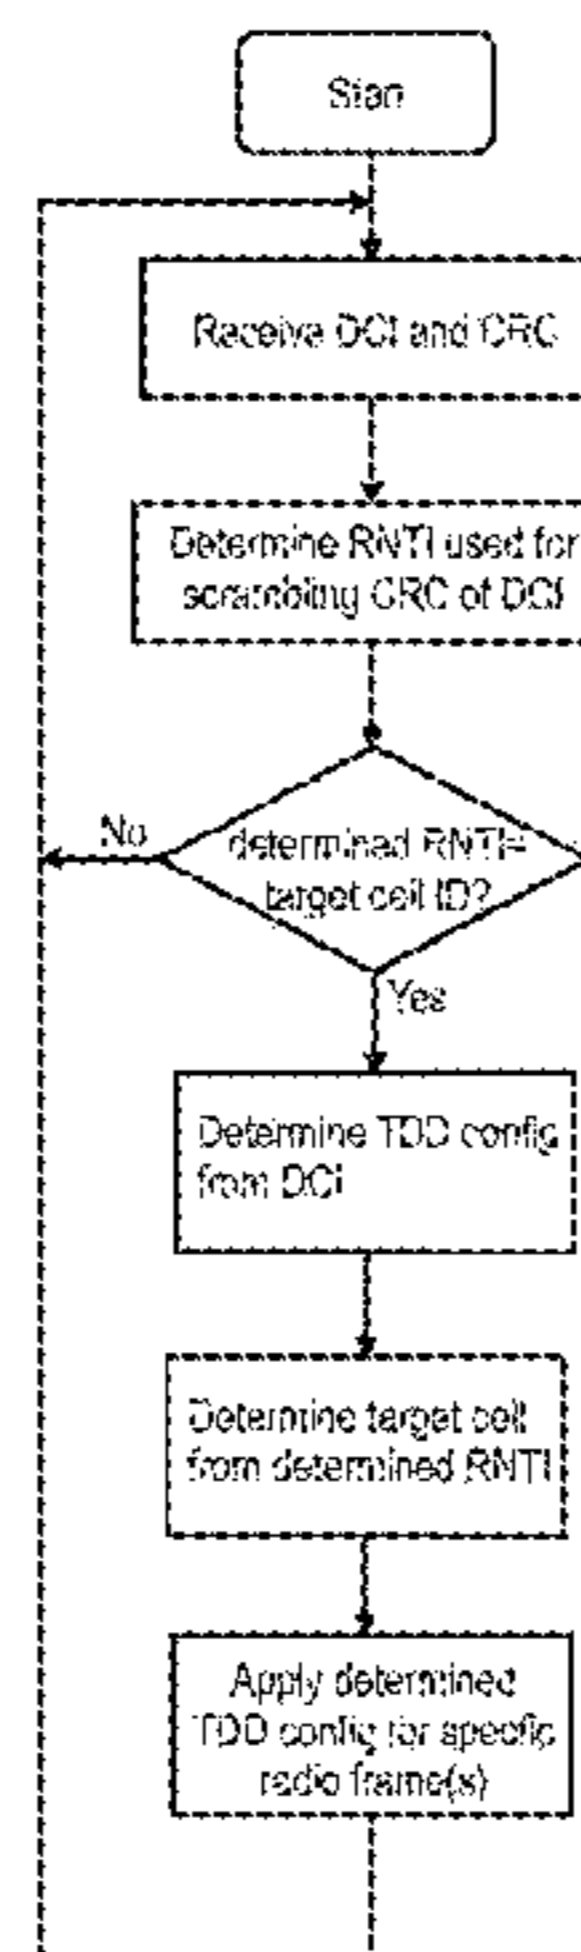 Start
Receive DCI and CRC
Determine RNTI used for
scrambling CRC of DCI
No
determined RNTI=
target cell ID?
Yes
Determine TDD config
from DCI
Determine target cell
from determined RNTI
Apply determined
TDD config for specific
radio frame(s)